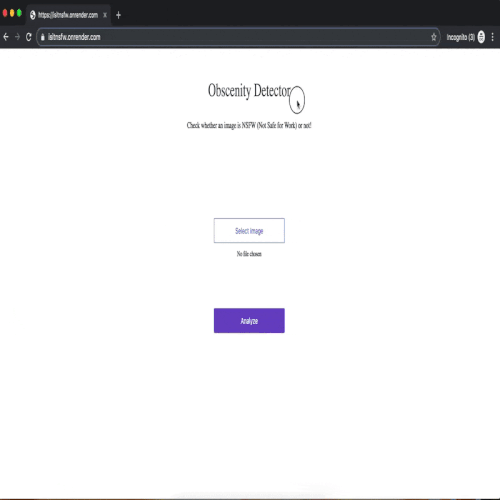 https://isitnsfw.onrender.com
isitnsfw.onrender.com
Incognito (3)
Obscenity Detector
Check whether an image is NSFW (Not Safe for Work) or not!
Select image
No file chosen
Analyze